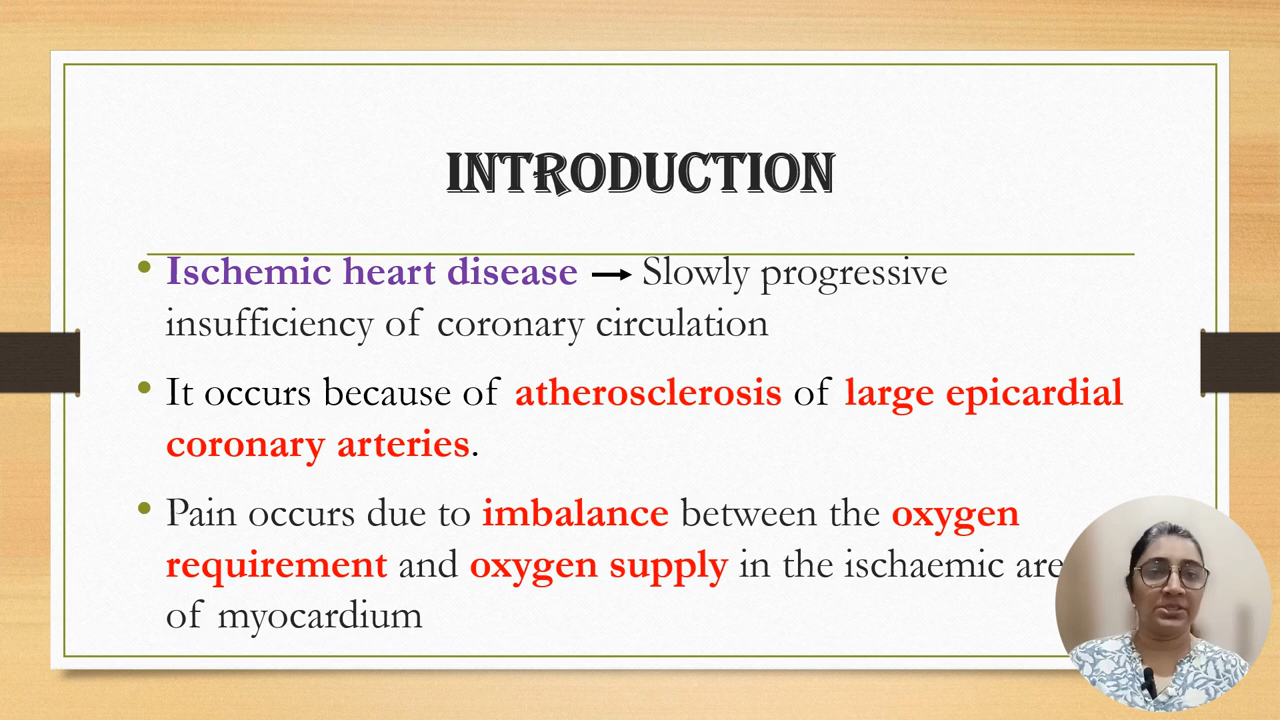 INTRODUCTION
• Ischemic heart disease → Slowly progressive
insufficiency of coronary circulation
• It occurs because of atherosclerosis of large epicardial
coronary arteries.
• Pain occurs due to imbalance between the oxygen
requirement and oxygen supply in the ischaemic
of myocardium